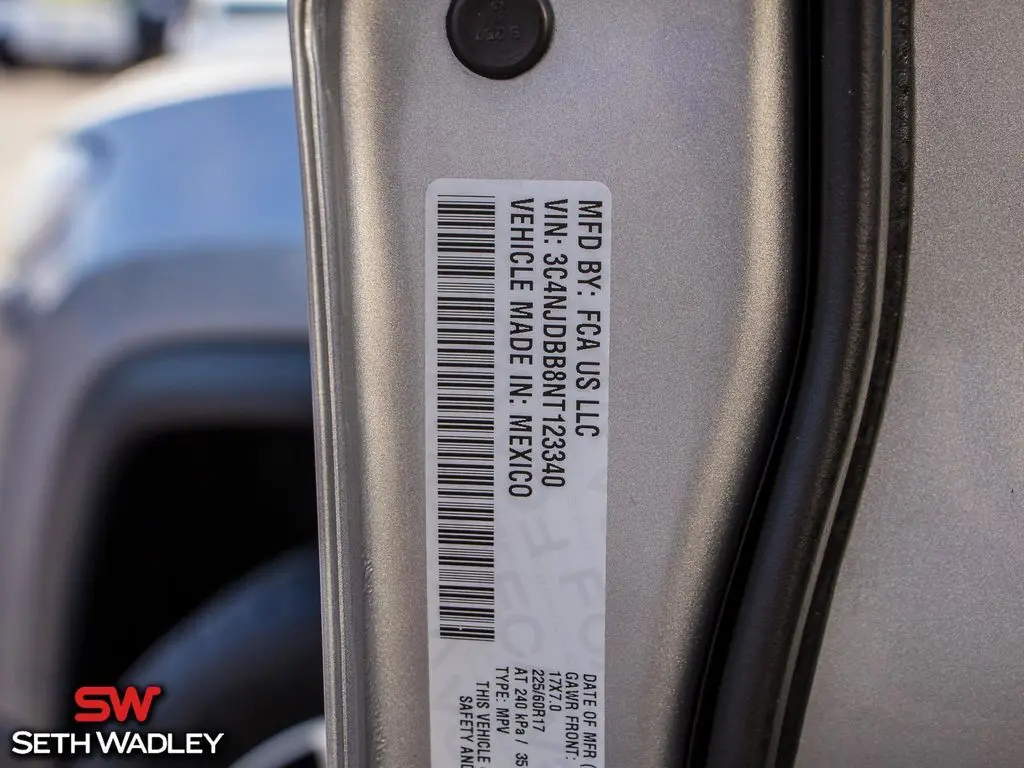 MFD BY: FCA US LLC
VIN: 3C4NJDBB8NT123340
VEHICLE MADE IN: MEXICO
DATE OF MFR (
GAWR FRONT:
17X7.0
225/60R17
AT 240 kPa / 35
TYPE: MPV
THIS VEHICLE
SAFETY AND
SW
SETH WADLEY